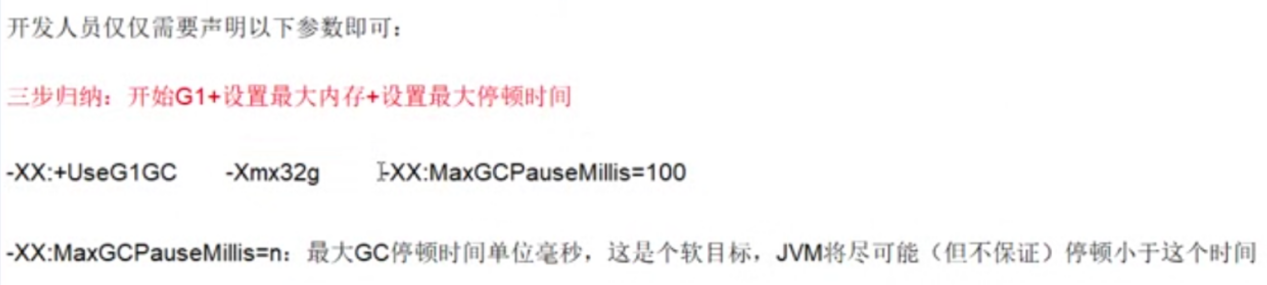 开发人员仅仅需要声明以下参数即可：
三步归纳：开始G1+设置最大内存+设置最大停顿时间
-XX:+UseG1GC -Xmx32g -XX:MaxGCPauseMillis=100
-XX:MaxGCPauseMillis=n：最大GC停顿时间单位毫秒，这是个软目标，JVM将尽可能（但不保证）停顿小于这个时间